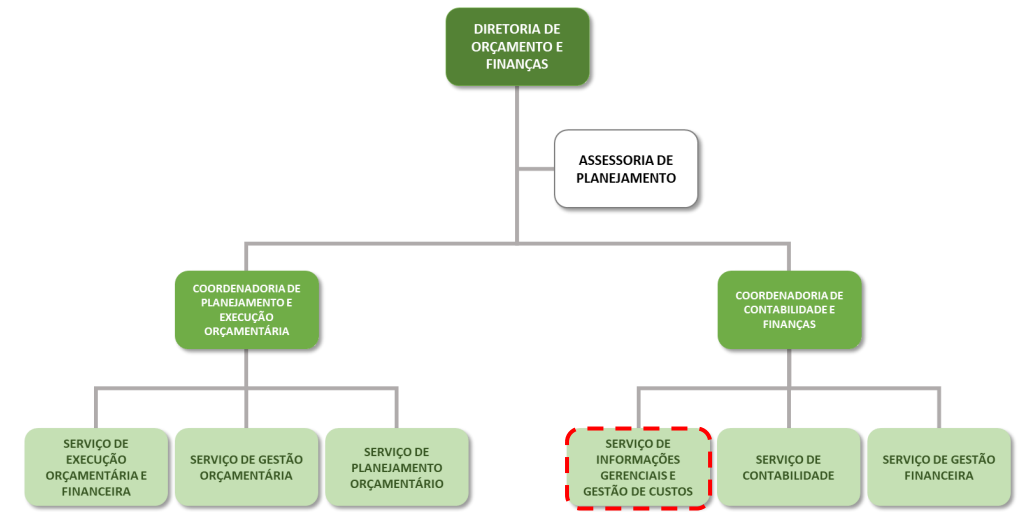 DIRETORIA DE
ORÇAMENTO E
FINANÇAS
ASSESSORIA DE
PLANEJAMENTO
COORDENADORIA DE
PLANEJAMENTO E
EXECUÇÃO
ORÇAMENTÁRIA
COORDENADORIA DE
CONTABILIDADE E
FINANÇAS
SERVIÇO DE
EXECUÇÃO
ORÇAMENTÁRIA E
FINANCEIRA
SERVIÇO DE GESTÃO
ORÇAMENTÁRIA
SERVIÇO DE
PLANEJAMENTO
ORÇAMENTÁRIO
SERVIÇO DE
INFORMAÇÕES
GERENCIAIS E
GESTÃO DE CUSTOS
SERVIÇO DE
CONTABILIDADE
SERVIÇO DE GESTÃO
FINANCEIRA